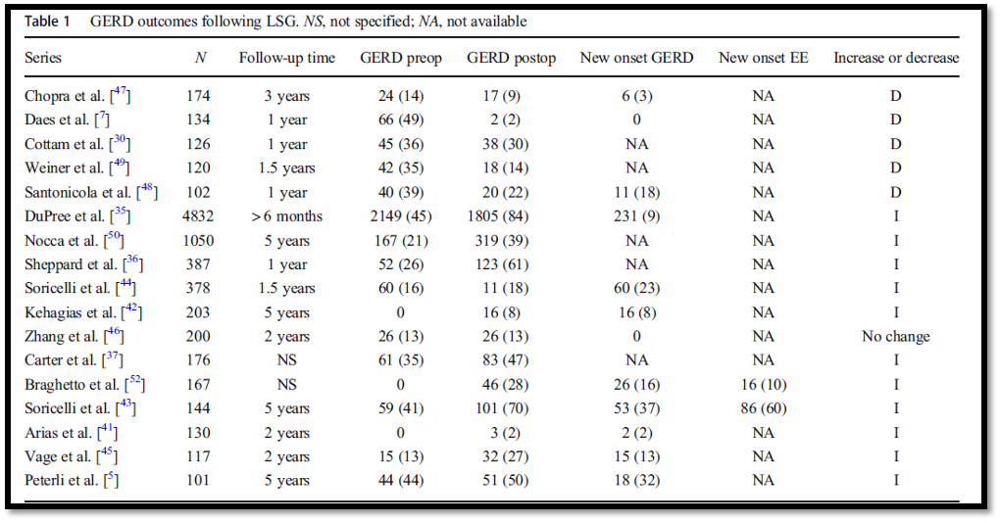 Table 1 GERD outcomes following LSG. NS, not specified; NA, not available
Series N Follow-up time GERD preop GERD postop New onset GERD New onset EE Increase or decrease
Chopra et al. [47] 174 3 years 24 (14) 17 (9) 6 (3) NA D
Daes et al. [7] 134 1 year 66 (49) 2 (2) 0 NA D
Cottam et al. [30] 126 1 year 45 (36) 38 (30) NA NA D
Weiner et al. [49] 120 1.5 years 42 (35) 18 (14) NA NA D
Santonicola et al. [48] 102 1 year 40 (39) 20 (22) 11 (18) NA D
DuPree et al. [35] 4832 >6 months 2149 (45) 1805 (84) 231 (9) NA I
Nocca et al. [50] 1050 5 years 167 (21) 319 (39) NA NA I
Sheppard et al. [36] 387 1 year 52 (26) 123 (61) NA NA I
Soricelli et al. [44] 378 1.5 years 60 (16) 11 (18) 60 (23) NA I
Kehagias et al. [42] 203 5 years 0 16 (8) 16 (8) NA I
Zhang et al. [46] 200 2 years 26 (13) 26 (13) 0 NA No change
Carter et al. [37] 176 NS 61 (35) 83 (47) NA NA I
Braghetto et al. [52] 167 NS 0 46 (28) 26 (16) 16 (10) I
Soricelli et al. [43] 144 5 years 59 (41) 101 (70) 53 (37) 86 (60) I
Arias et al. [41] 130 2 years 0 3 (2) 2 (2) NA I
Vage et al. [45] 117 2 years 15 (13) 32 (27) 15 (13) NA I
Peterli et al. [5] 101 5 years 44 (44) 51 (50) 18 (32) NA I